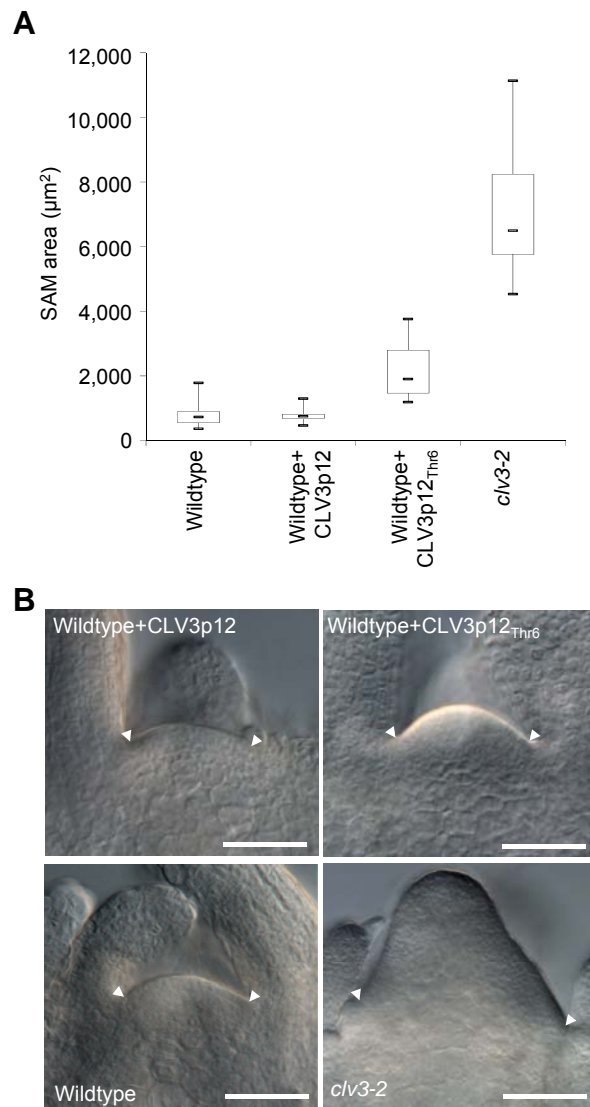 A
12,000
10,000
8,000
6,000
4,000
2,000
0
SAM area (µm²)
Wildtype
Wildtype+
CLV3p12
Wildtype+
CLV3p12Thr6
clv3-2
B
Wildtype+CLV3p12
Wildtype+CLV3p12Thr6
Wildtype
clv3-2